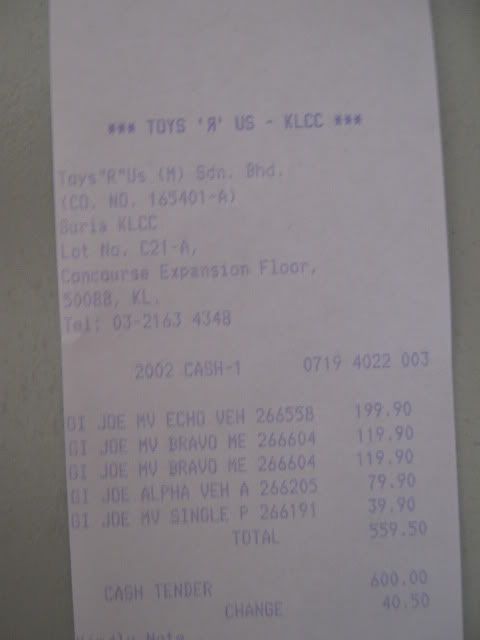 *** TOYS 'Я' US - KLCC ***
Toys"R"Us (M) Sdn. Bhd.
(CO. NO. 165401-A)
Suria KLCC
Lot No. C21-A,
Concourse Expansion Floor,
50088, KL.
Tel: 03-2163 4348
2002 CASH-1 0719 4022 003
GI JOE MV ECHO VEH 266558 199.90
GI JOE MV BRAVO ME 266604 119.90
GI JOE MV BRAVO ME 266604 119.90
GI JOE ALPHA VEH A 266205 79.90
GI JOE MV SINGLE P 266191 39.90
TOTAL 559.50
CASH TENDER 600.00
CHANGE 40.50
Kindly Note